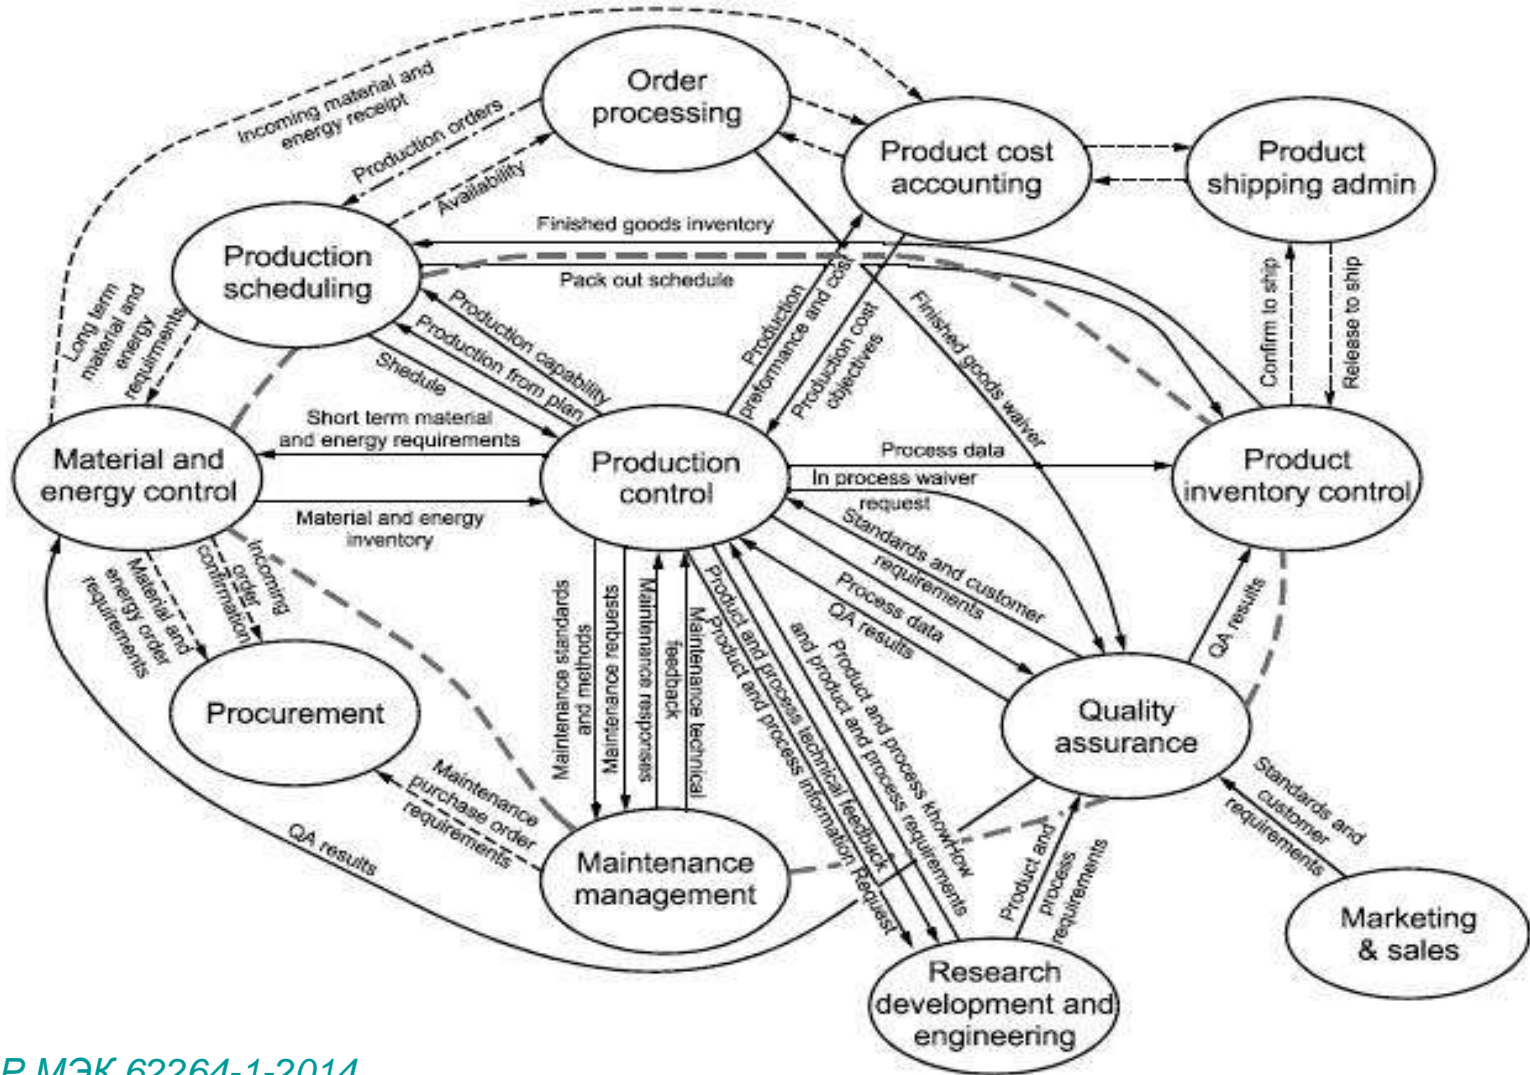 Order
processing
Incoming material and
energy receipt
Production orders
Availability
Product cost
accounting
Product
shipping admin
Finished goods inventory
Pack out schedule
Production
scheduling
Long term
material and
energy
requirments
Production capability
Production from plan
Shedule
Production
preformance and cost
Production cost
objectives
Finished goods waiver
Confirm to ship
Release to ship
Short term material
and energy requirements
Material and
energy control
Material and energy
inventory
Production
control
Process data
In process waiver
request
Product
inventory control
Standards and customer
requirements
Process data
QA results
QA results
Incoming
order
confirmation
Material and
energy order
requirements
Procurement
Maintenance standards
and methods
Maintenance requests
Maintenance responses
Maintenance technical
feedback
Product and process technical feedback
Product and process information Request
Product and process khowHow
and product and process requirements
Quality
assurance
Maintenance
purchase order
requirements
QA results
Maintenance
management
Product and
process
requirements
Standards and
customer
requirements
Marketing
& sales
Research
development and
engineering
Р МЭК 62264-1-2014